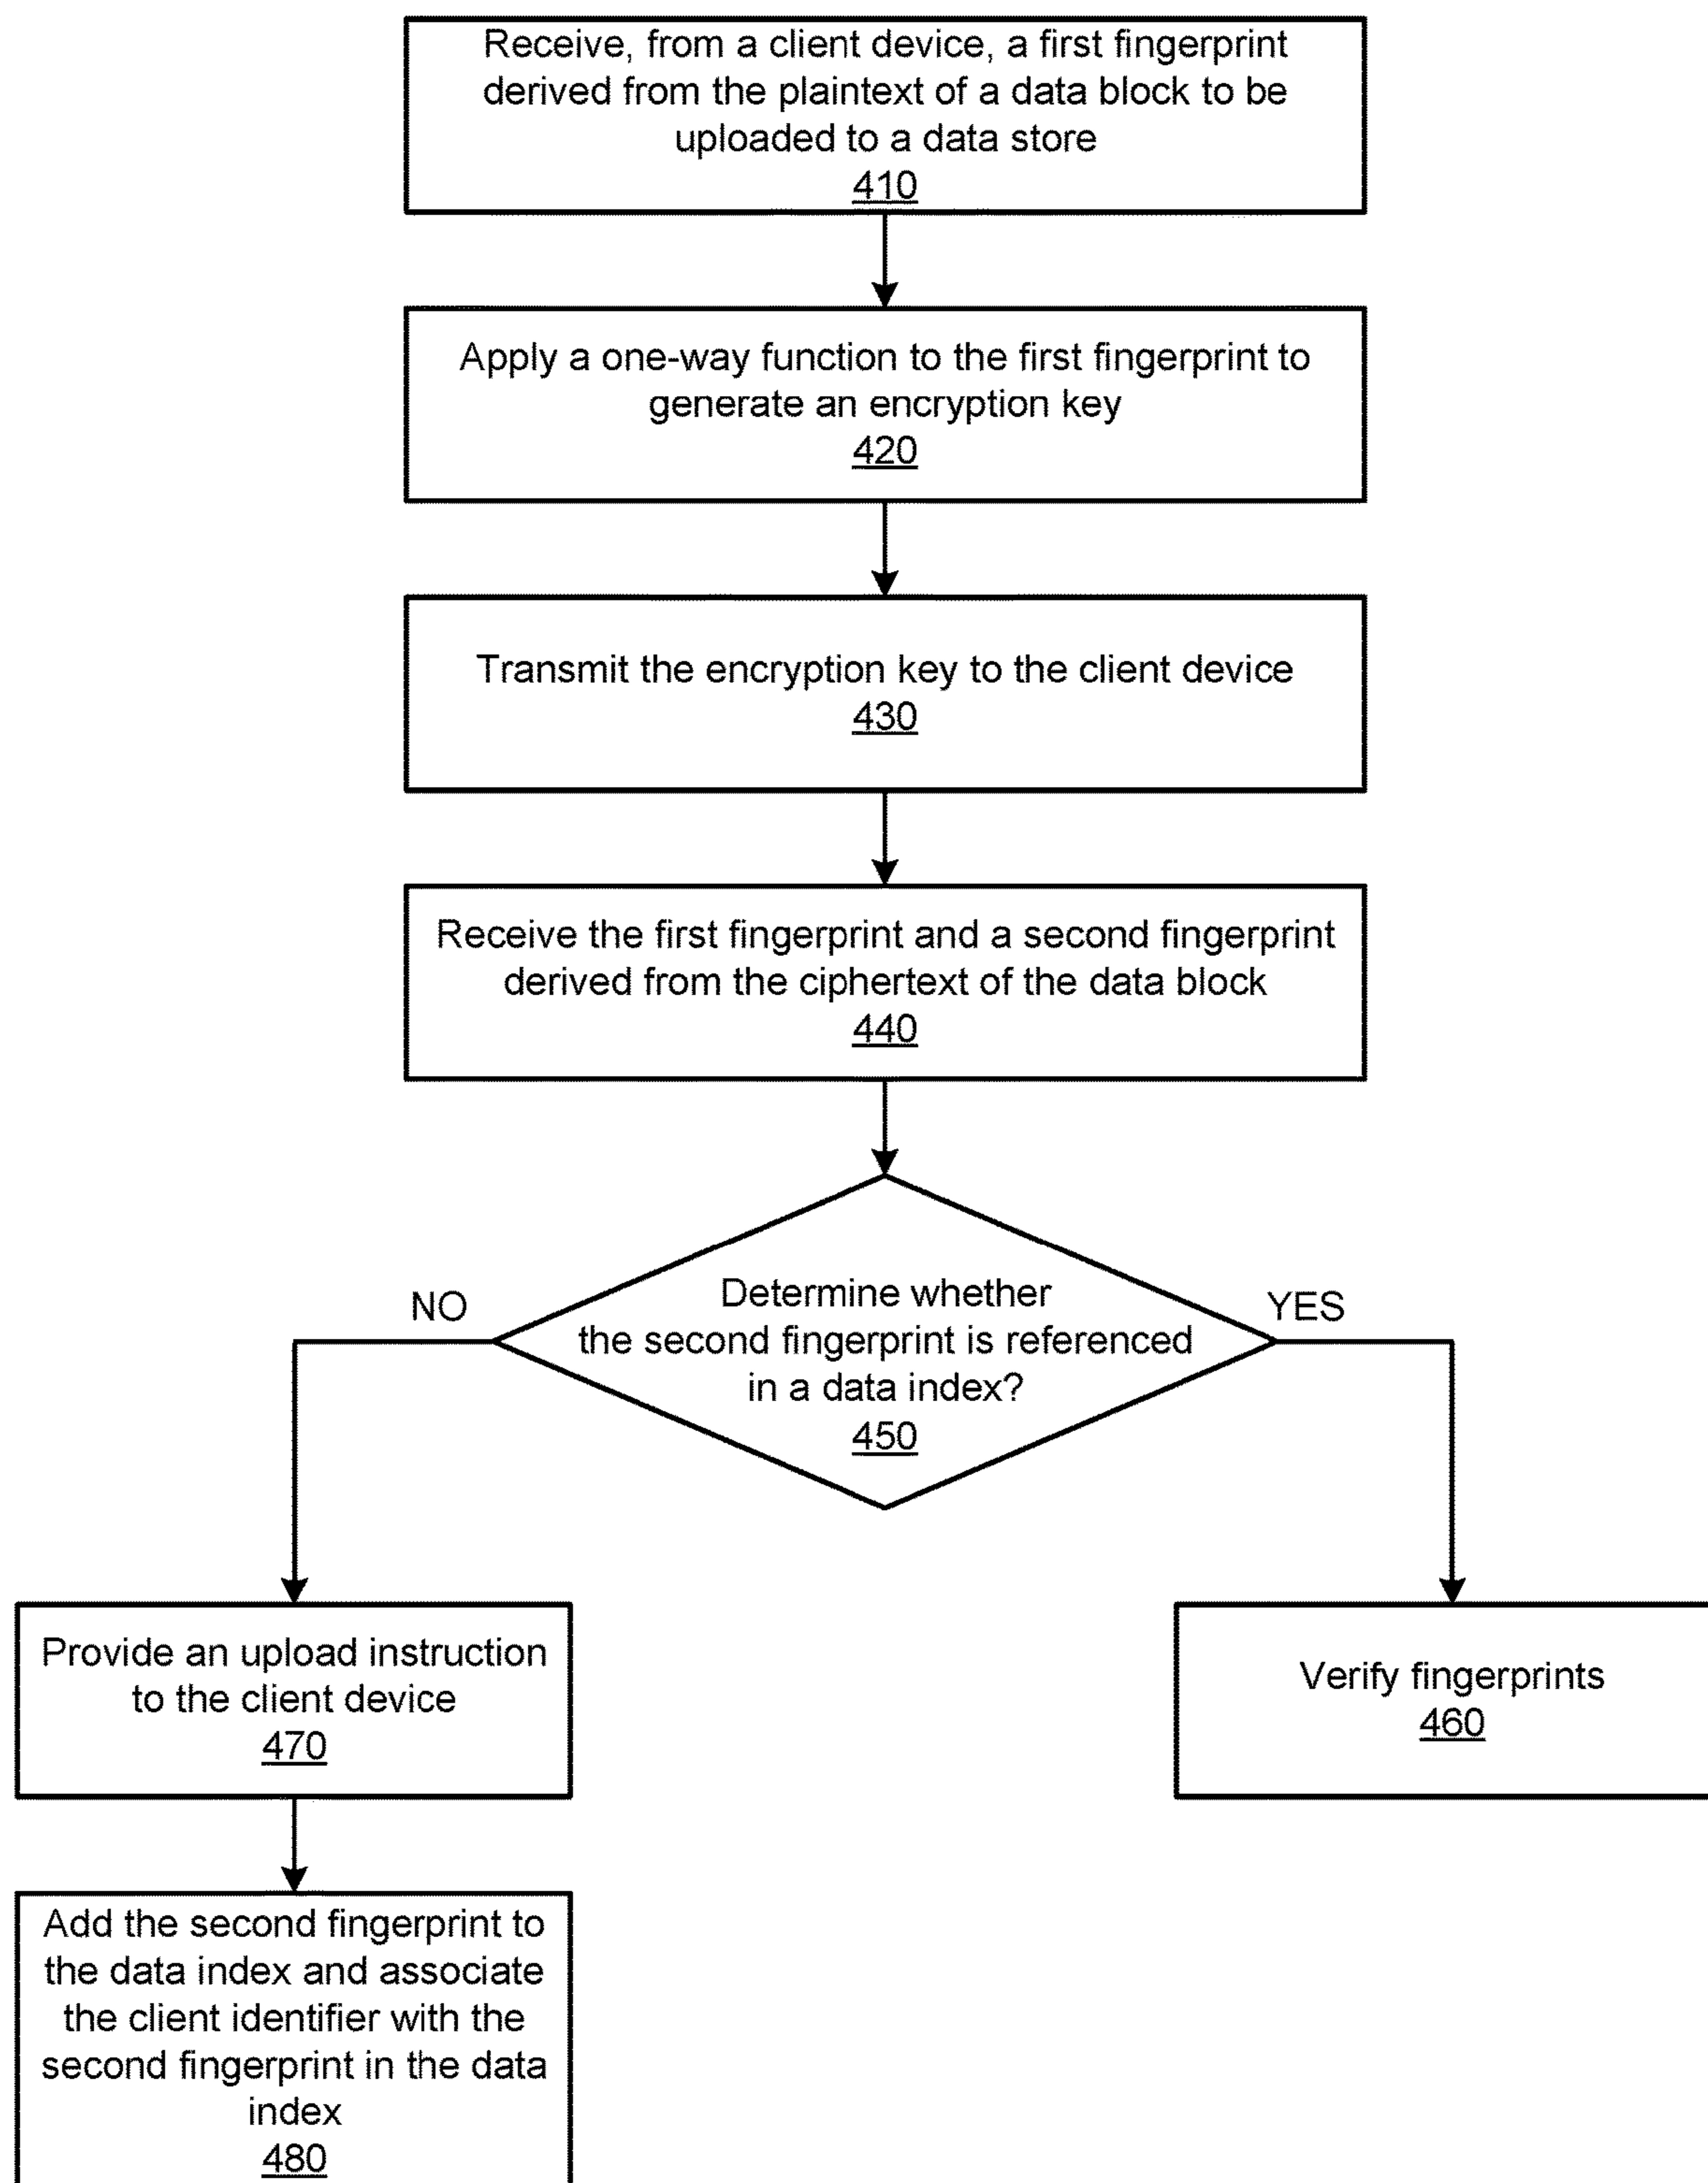 Receive, from a client device, a first fingerprint
derived from the plaintext of a data block to be
uploaded to a data store
410
Apply a one-way function to the first fingerprint to
generate an encryption key
420
Transmit the encryption key to the client device
430
Receive the first fingerprint and a second fingerprint
derived from the ciphertext of the data block
440
Determine whether
the second fingerprint is referenced
in a data index?
450
NO
YES
Provide an upload instruction
to the client device
470
Verify fingerprints
460
Add the second fingerprint to
the data index and associate
the client identifier with the
second fingerprint in the data
index
480